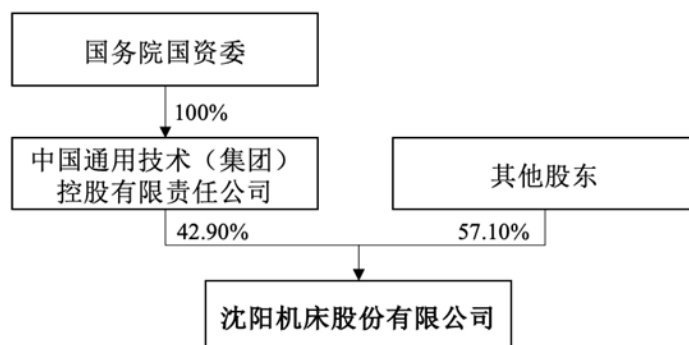 国务院国资委
100%
中国通用技术（集团）
控股有限责任公司
其他股东
42.90%
57.10%
沈阳机床股份有限公司